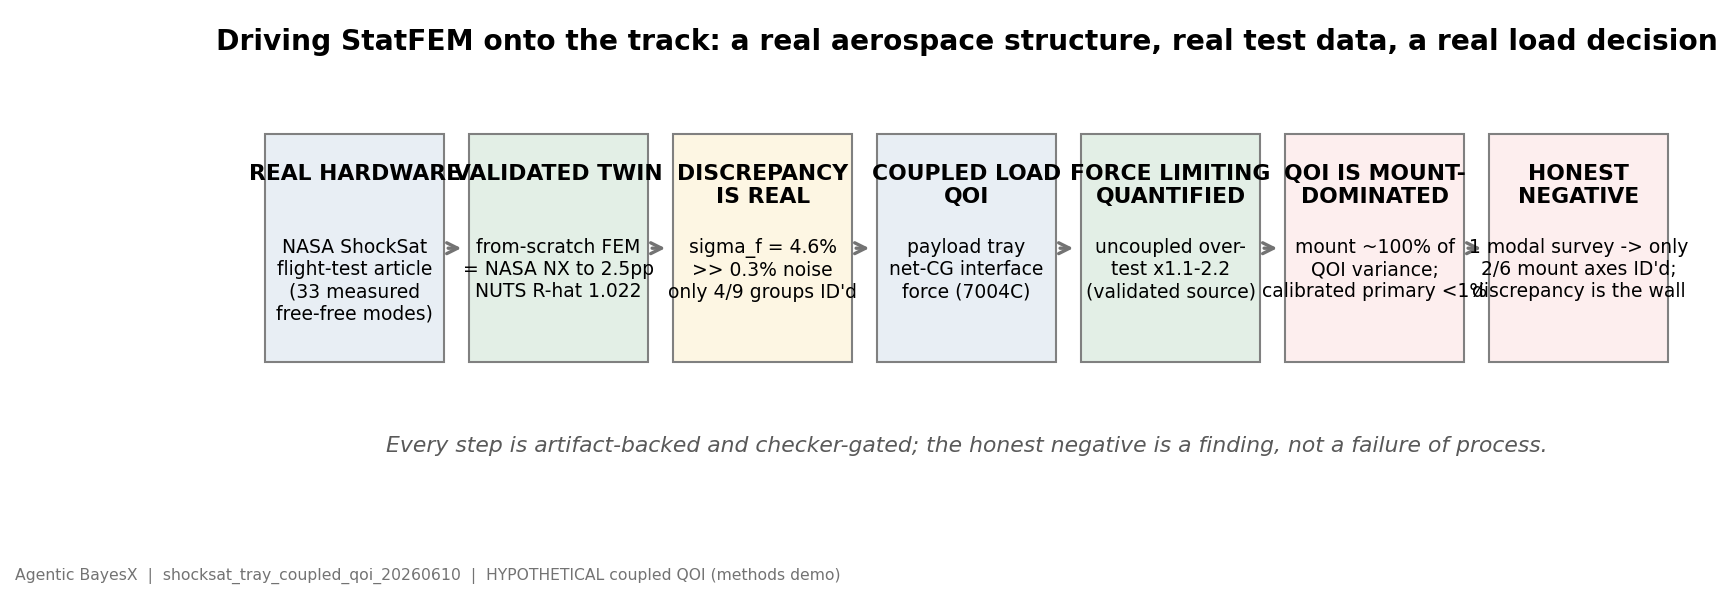 Driving StatFEM onto the track: a real aerospace structure, real test data, a real load decision
REAL HARDWARE
NASA ShockSat
flight-test article
(33 measured
free-free modes)
VALIDATED TWIN
from-scratch FEM
= NASA NX to 2.5pp
NUTS R-hat 1.022
DISCREPANCY
IS REAL
sigma_f = 4.6%
>> 0.3% noise
only 4/9 groups ID'd
COUPLED LOAD
QOI
payload tray
net-CG interface
force (7004C)
FORCE LIMITING
QUANTIFIED
uncoupled over-
test x1.1-2.2
(validated source)
QOI IS MOUNT-
DOMINATED
mount ~100% of
QOI variance;
calibrated primary <1%
HONEST
NEGATIVE
1 modal survey -> only
2/6 mount axes ID'd;
discrepancy is the wall
Every step is artifact-backed and checker-gated; the honest negative is a finding, not a failure of process.
Agentic BayesX | shocksat_tray_coupled_qoi_20260610 | HYPOTHETICAL coupled QOI (methods demo)